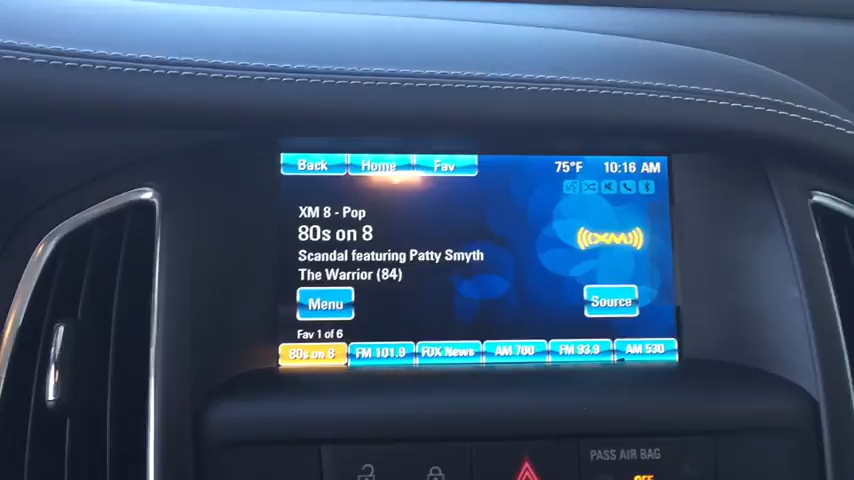 Back Home Fav 75°F 10:16 AM
XM 8 - Pop
80s on 8
((XM))
Scandal featuring Patty Smyth
The Warrior (84)
Menu Source
Fav 1 of 6
80s on 8 FM 101.9 FOX News AM 780 FM 93.9 AM 530
PASS AIR BAG
OFF